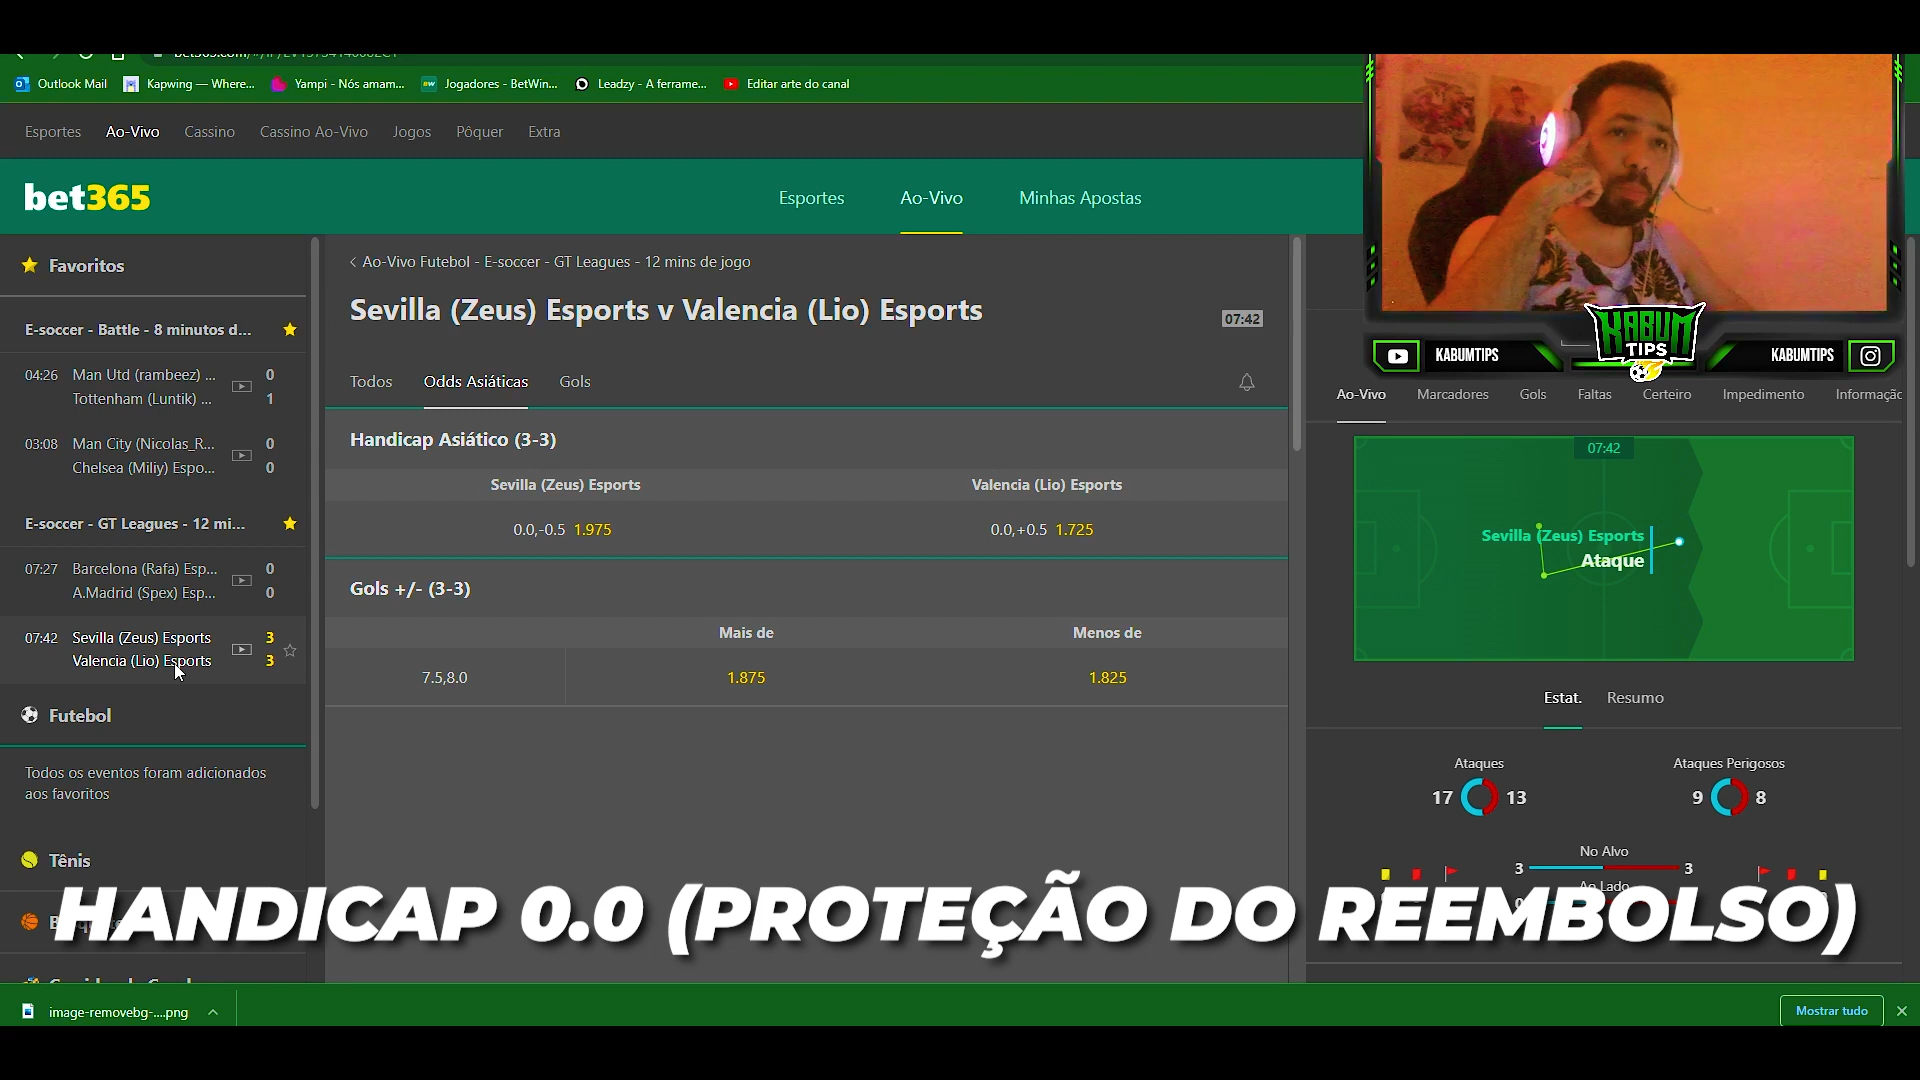 Outlook Mail
Kapwing — Where...
Yampi - Nós amam...
Jogadores - BetWin...
Leadzy - A ferrame...
Editar arte do canal
Esportes
Ao-Vivo
Cassino
Cassino Ao-Vivo
Jogos
Pôquer
Extra
bet365
Esportes
Ao-Vivo
Minhas Apostas
Favoritos
E-soccer - Battle - 8 minutos d...
04:26 Man Utd (rambeez) ... 0
Tottenham (Luntik) ... 1
03:08 Man City (Nicolas_R... 0
Chelsea (Miliy) Espo... 0
E-soccer - GT Leagues - 12 mi...
07:27 Barcelona (Rafa) Esp... 0
A.Madrid (Spex) Esp... 0
07:42 Sevilla (Zeus) Esports 3
Valencia (Lio) Esports 3
Futebol
Todos os eventos foram adicionados
aos favoritos
Tênis
< Ao-Vivo Futebol - E-soccer - GT Leagues - 12 mins de jogo
Sevilla (Zeus) Esports v Valencia (Lio) Esports
07:42
Todos
Odds Asiáticas
Gols
Handicap Asiático (3-3)
Sevilla (Zeus) Esports
Valencia (Lio) Esports
0.0,-0.5 1.975
0.0,+0.5 1.725
Gols +/- (3-3)
Mais de
Menos de
7.5,8.0
1.875
1.825
KABUMTIPS
KABUM
TIPS
KABUMTIPS
Ao-Vivo
Marcadores
Gols
Faltas
Certeiro
Impedimento
Informação
07:42
Sevilla (Zeus) Esports
Ataque
Estat.
Resumo
Ataques
17 13
Ataques Perigosos
9 8
No Alvo
3 3
Ao Lado
HANDICAP 0.0 (PROTEÇÃO DO REEMBOLSO)
image-removebg-....png
Mostrar tudo